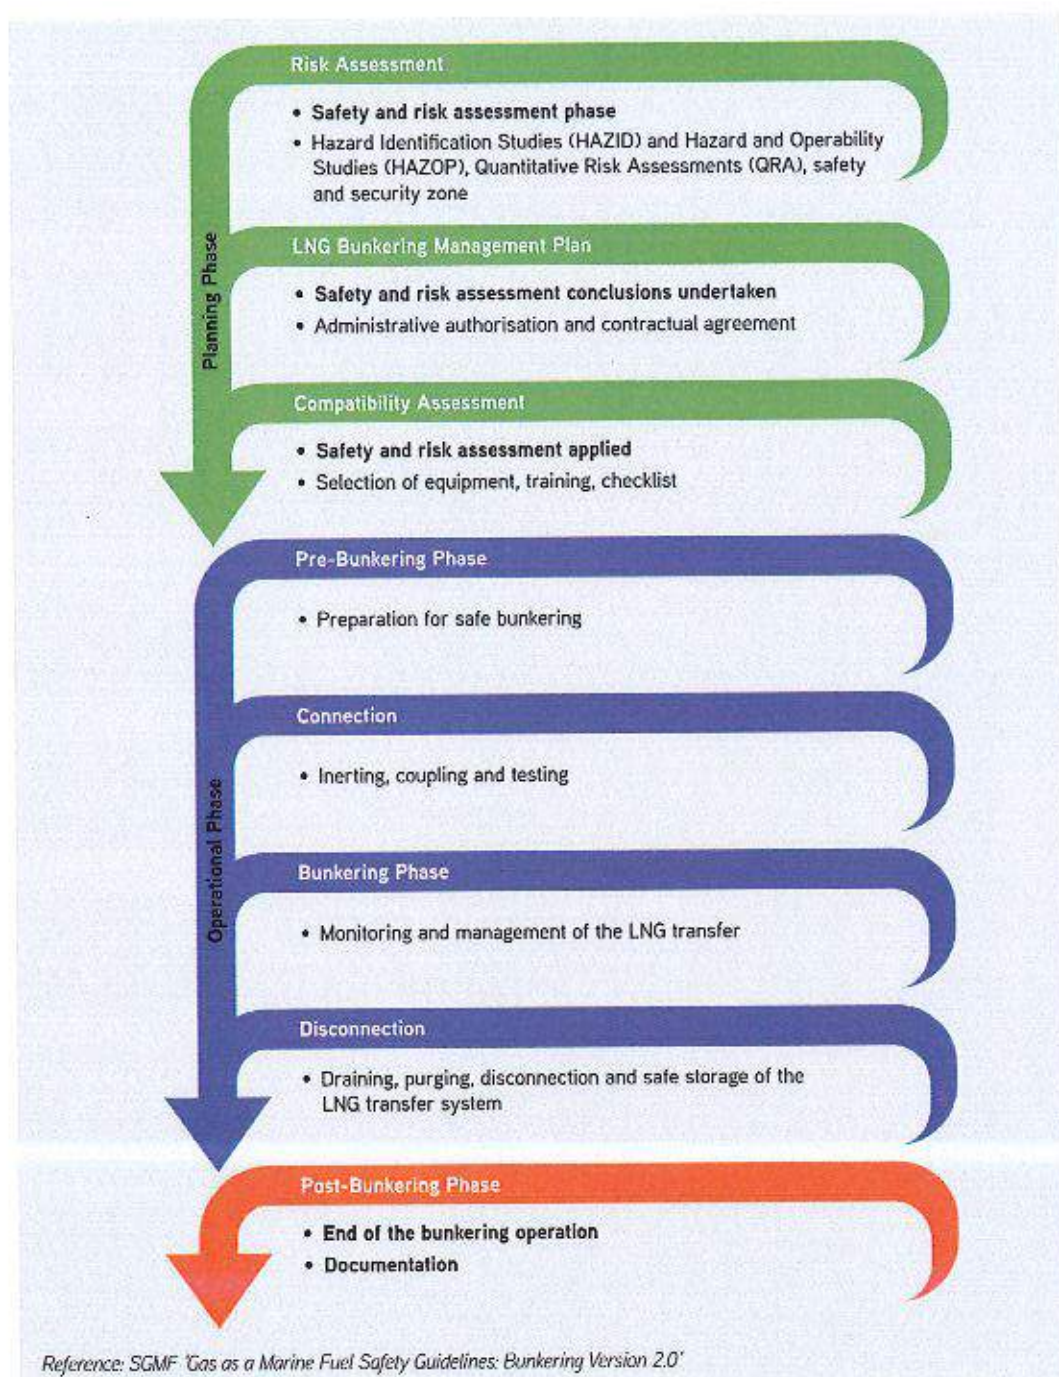 Risk Assessment
• Safety and risk assessment phase
• Hazard Identification Studies (HAZID) and Hazard and Operability
Studies (HAZOP), Quantitative Risk Assessments (QRA), safety
and security zone
Planning Phase
LNG Bunkering Management Plan
• Safety and risk assessment conclusions undertaken
• Administrative authorisation and contractual agreement
Compatibility Assessment
• Safety and risk assessment applied
• Selection of equipment, training, checklist
Pre-Bunkering Phase
• Preparation for safe bunkering
Connection
• Inerting, coupling and testing
Operational Phase
Bunkering Phase
• Monitoring and management of the LNG transfer
Disconnection
• Draining, purging, disconnection and safe storage of the
LNG transfer system
Post-Bunkering Phase
• End of the bunkering operation
• Documentation
Reference: SGMF 'Gas as a Marine Fuel Safety Guidelines: Bunkering Version 2.0'